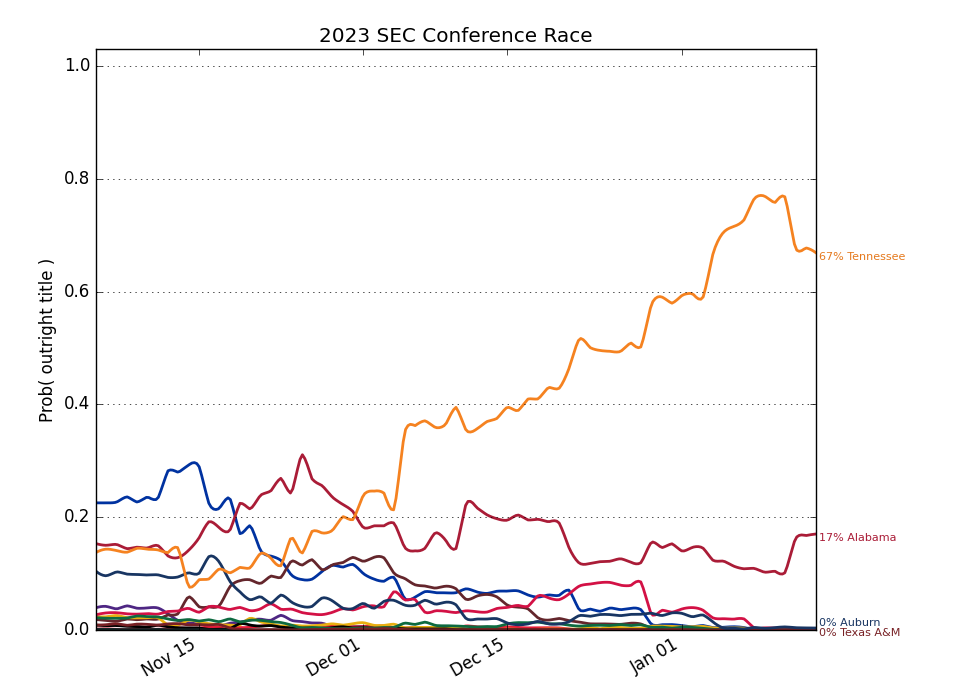 2023 SEC Conference Race
Prob( outright title )
1.0
0.8
0.6
0.4
0.2
0.0
67% Tennessee
17% Alabama
0% Auburn
0% Texas A&M
Nov 15
Dec 01
Dec 15
Jan 01